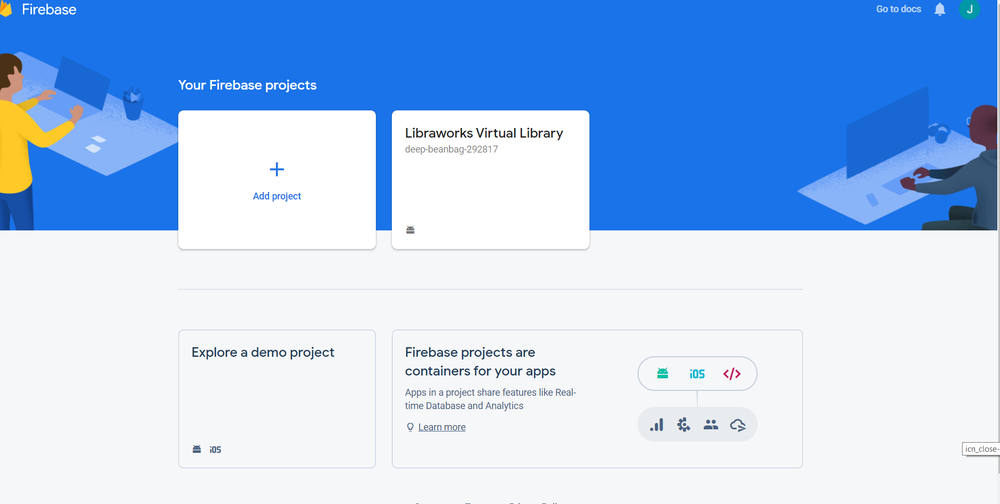 Firebase
Go to docs
J
Your Firebase projects
Add project
Libraworks Virtual Library
deep-beanbag-292817
Explore a demo project
iOS
Firebase projects are
containers for your apps
Apps in a project share features like Real-
time Database and Analytics
Learn more
iOS
</>
icn_close-